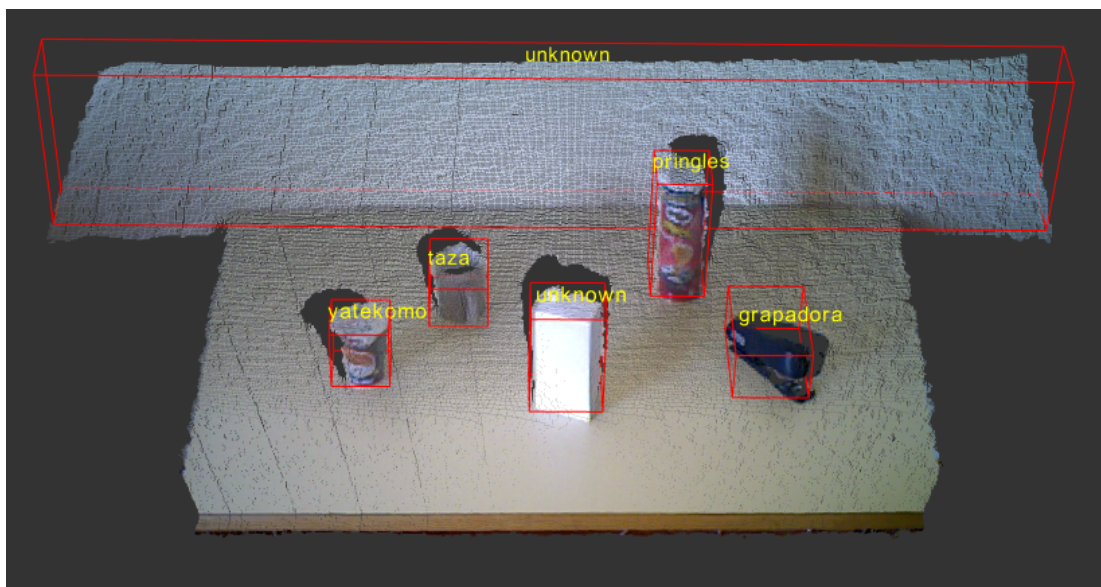 unknown
pringles
taza
unknown
yatekomo
grapadora